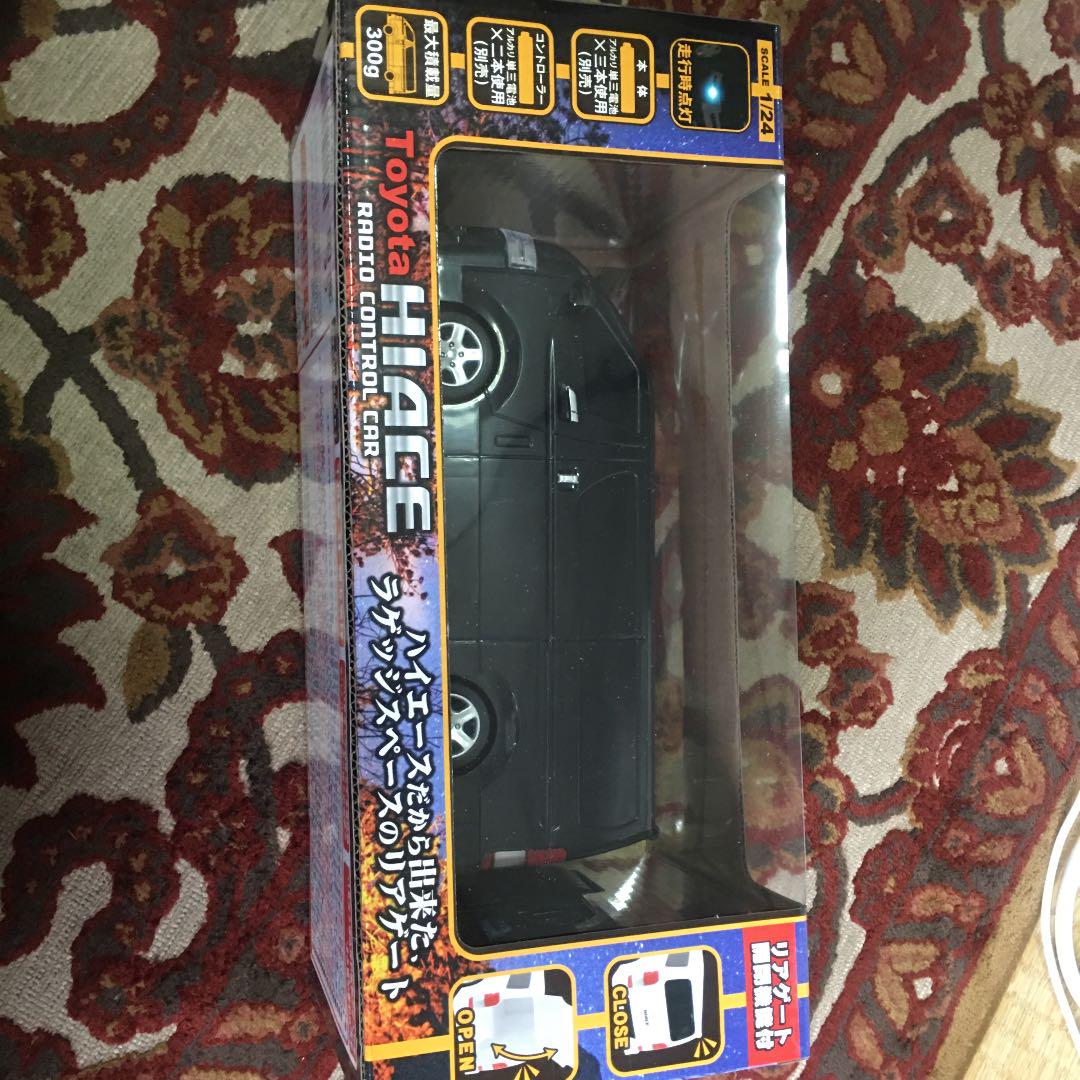 SCALE 1/24
走行時点灯
本体
アルカリ単三電池
×三本使用
(別売)
コントローラー
アルカリ単三電池
×二本使用
(別売)
最大積載量
300g
Toyota HIACE
RADIO CONTROL CAR
ハイエースだから出来た、
ラゲッジスペースのリアゲート
リアゲート
開閉機能付
CLOSE
OPEN